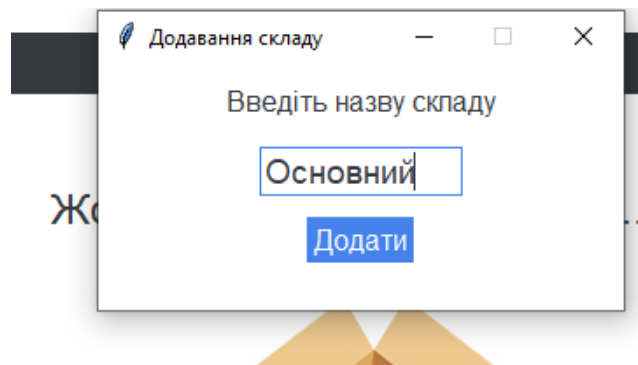 Додавання складу
Введіть назву складу
Основний
Додати